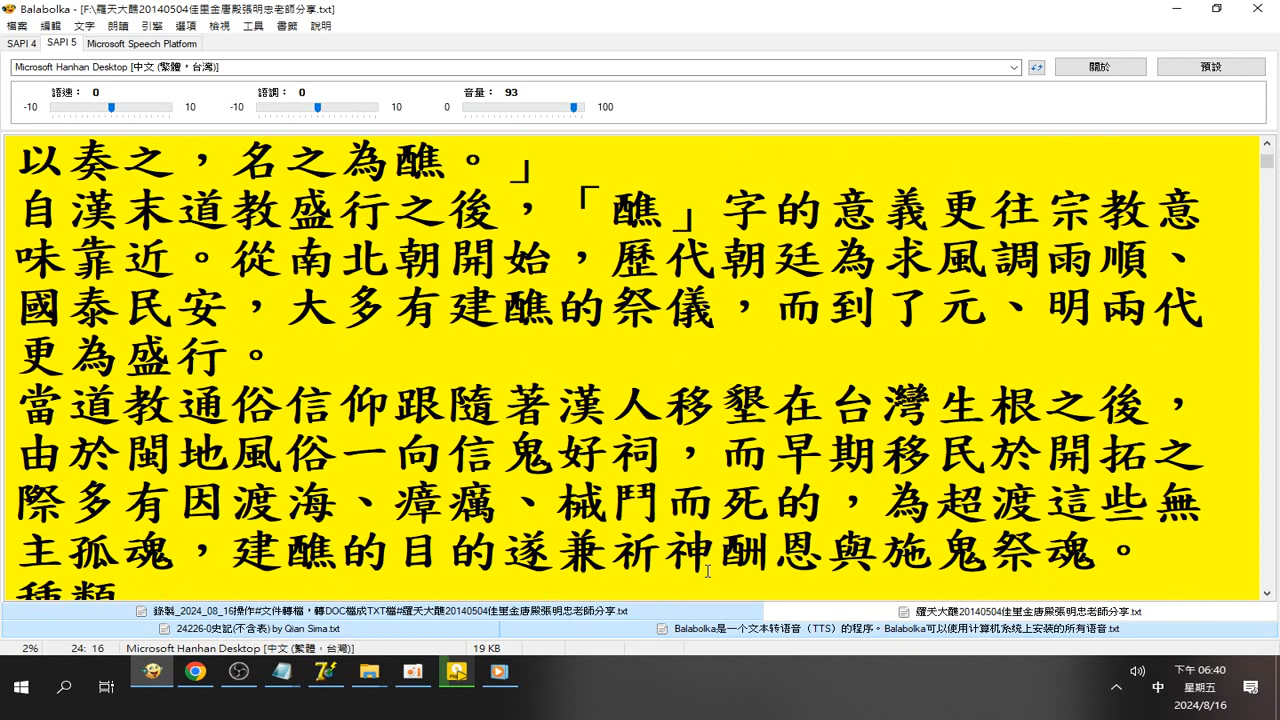 Balabolka - [F:\羅天大醮20140504佳里金唐殿張明忠老師分享.txt]
檔案 編輯 文字 朗讀 引擎 選項 檢視 工具 書籤 說明
SAPI 4 SAPI 5 Microsoft Speech Platform
Microsoft Hanhan Desktop [中文 (繁體，台灣)] 關於 預設
語速： 0 語調： 0 音量： 93
-10 10 -10 10 0 100
以奏之，名之為醮。」
自漢末道教盛行之後，「醮」字的意義更往宗教意
味靠近。從南北朝開始，歷代朝廷為求風調雨順、
國泰民安，大多有建醮的祭儀，而到了元、明兩代
更為盛行。
當道教通俗信仰跟隨著漢人移墾在台灣生根之後，
由於閩地風俗一向信鬼好祠，而早期移民於開拓之
際多有因渡海、瘴癘、械鬥而死的，為超渡這些無
主孤魂，建醮的目的遂兼祈神酬恩與施鬼祭魂。
種類
錄製_2024_08_16操作#文件轉檔，轉DOC檔成TXT檔#羅天大醮20140504佳里金唐殿張明忠老師分享.txt 羅天大醮20140504佳里金唐殿張明忠老師分享.txt
24226-0史記(不含表) by Qian Sima.txt Balabolka是一个文本转语音（TTS）的程序。Balabolka可以使用计算机系统上安装的所有语音.txt
2% 24: 16 Microsoft Hanhan Desktop [中文 (繁體，台灣)] 19 KB
下午 06:40
中 星期五
2024/8/16